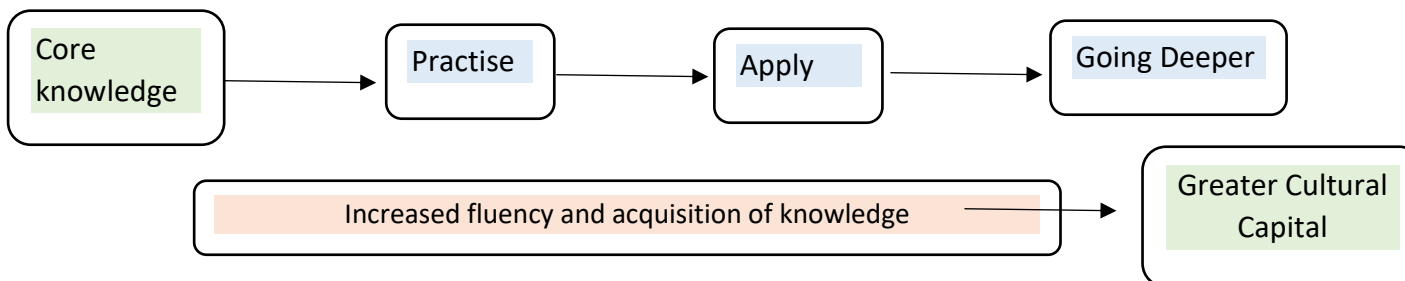 Core
knowledge
Practise
Apply
Going Deeper
Increased fluency and acquisition of knowledge
Greater Cultural
Capital